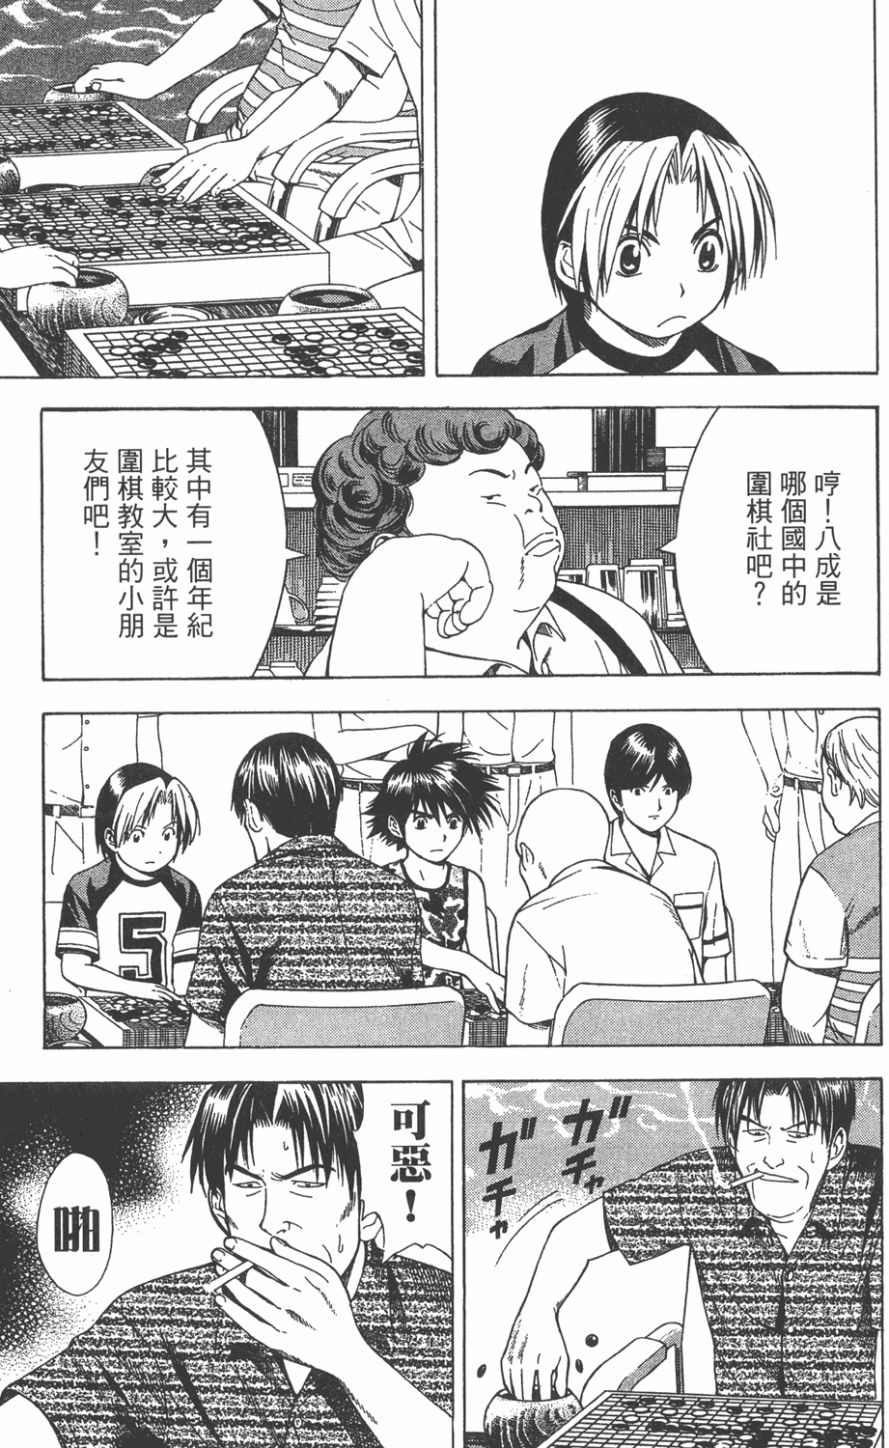 哼！八成是
哪個國中的
圍棋社吧？
其中有一個年紀
比較大，或許是
圍棋教室的小朋
友們吧！
5
ガチャ
ガチャ
可惡！
啪